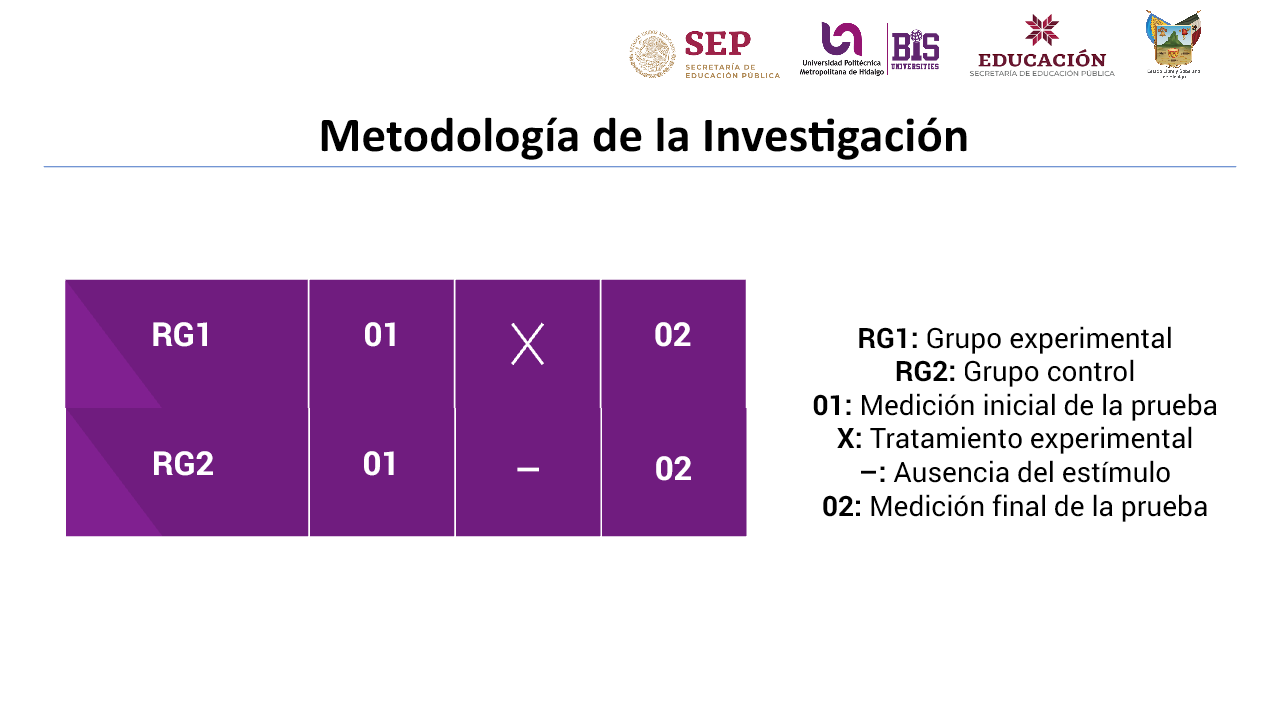 SEP
SECRETARÍA DE
EDUCACIÓN PÚBLICA
Universidad Politécnica
Metropolitana de Hidalgo
BIS
UNIVERSITIES
EDUCACIÓN
SECRETARÍA DE EDUCACIÓN PÚBLICA
Metodología de la Investigación
RG1 01 X 02
RG2 01 – 02
RG1: Grupo experimental
RG2: Grupo control
01: Medición inicial de la prueba
X: Tratamiento experimental
–: Ausencia del estímulo
02: Medición final de la prueba